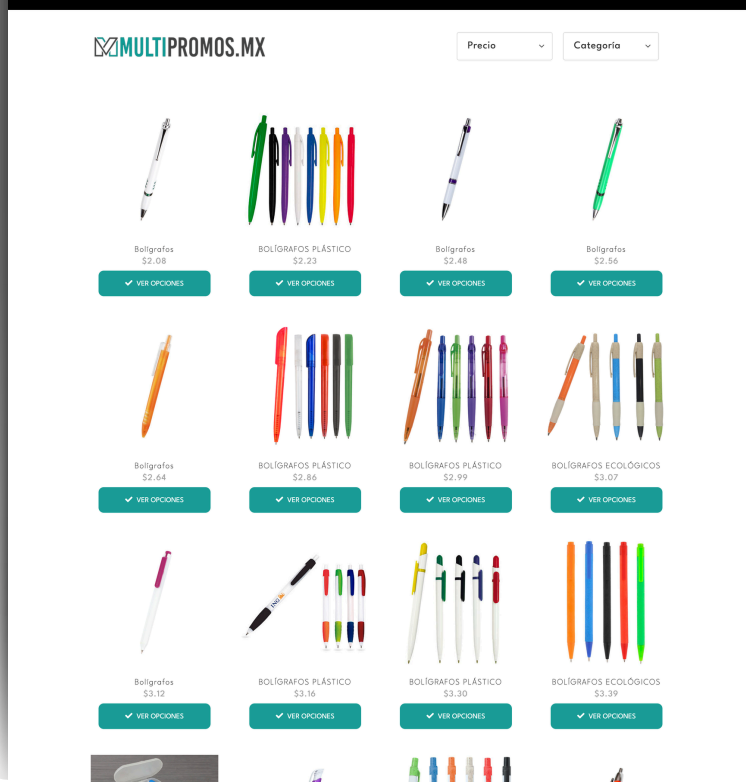 MULTIPROMOS.MX
Precio
Categoría
Bolígrafos
BOLÍGRAFOS PLÁSTICO
Bolígrafos
Bolígrafos
$2.08
$2.23
$2.48
$2.56
VER OPCIONES
VER OPCIONES
VER OPCIONES
VER OPCIONES
Bolígrafos
BOLÍGRAFOS PLÁSTICO
BOLÍGRAFOS PLÁSTICO
BOLÍGRAFOS ECOLÓGICOS
$2.64
$2.86
$2.99
$3.07
VER OPCIONES
VER OPCIONES
VER OPCIONES
VER OPCIONES
ING
Bolígrafos
BOLÍGRAFOS PLÁSTICO
BOLÍGRAFOS PLÁSTICO
BOLÍGRAFOS ECOLÓGICOS
$3.12
$3.16
$3.30
$3.39
VER OPCIONES
VER OPCIONES
VER OPCIONES
VER OPCIONES